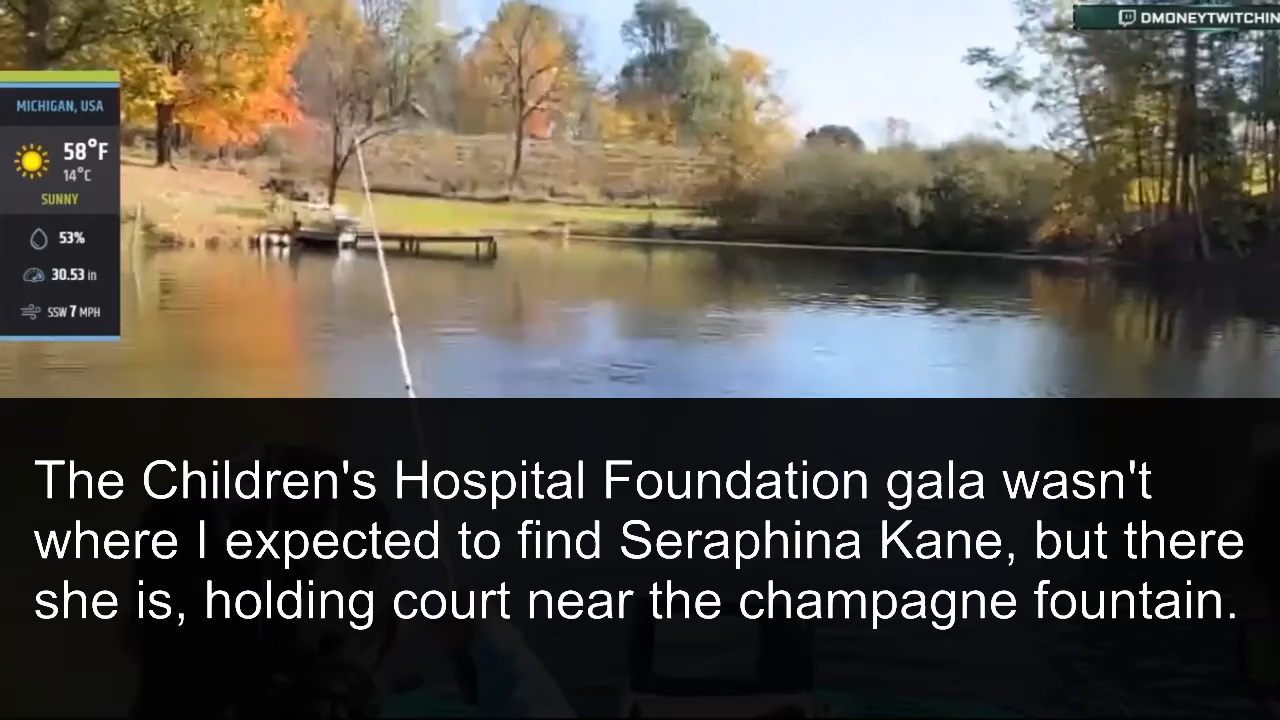 DMONEYTWITCHIN
MICHIGAN, USA
58°F
14°C
SUNNY
53%
30.53 in
SSW 7 MPH
The Children's Hospital Foundation gala wasn't
where I expected to find Seraphina Kane, but there
she is, holding court near the champagne fountain.